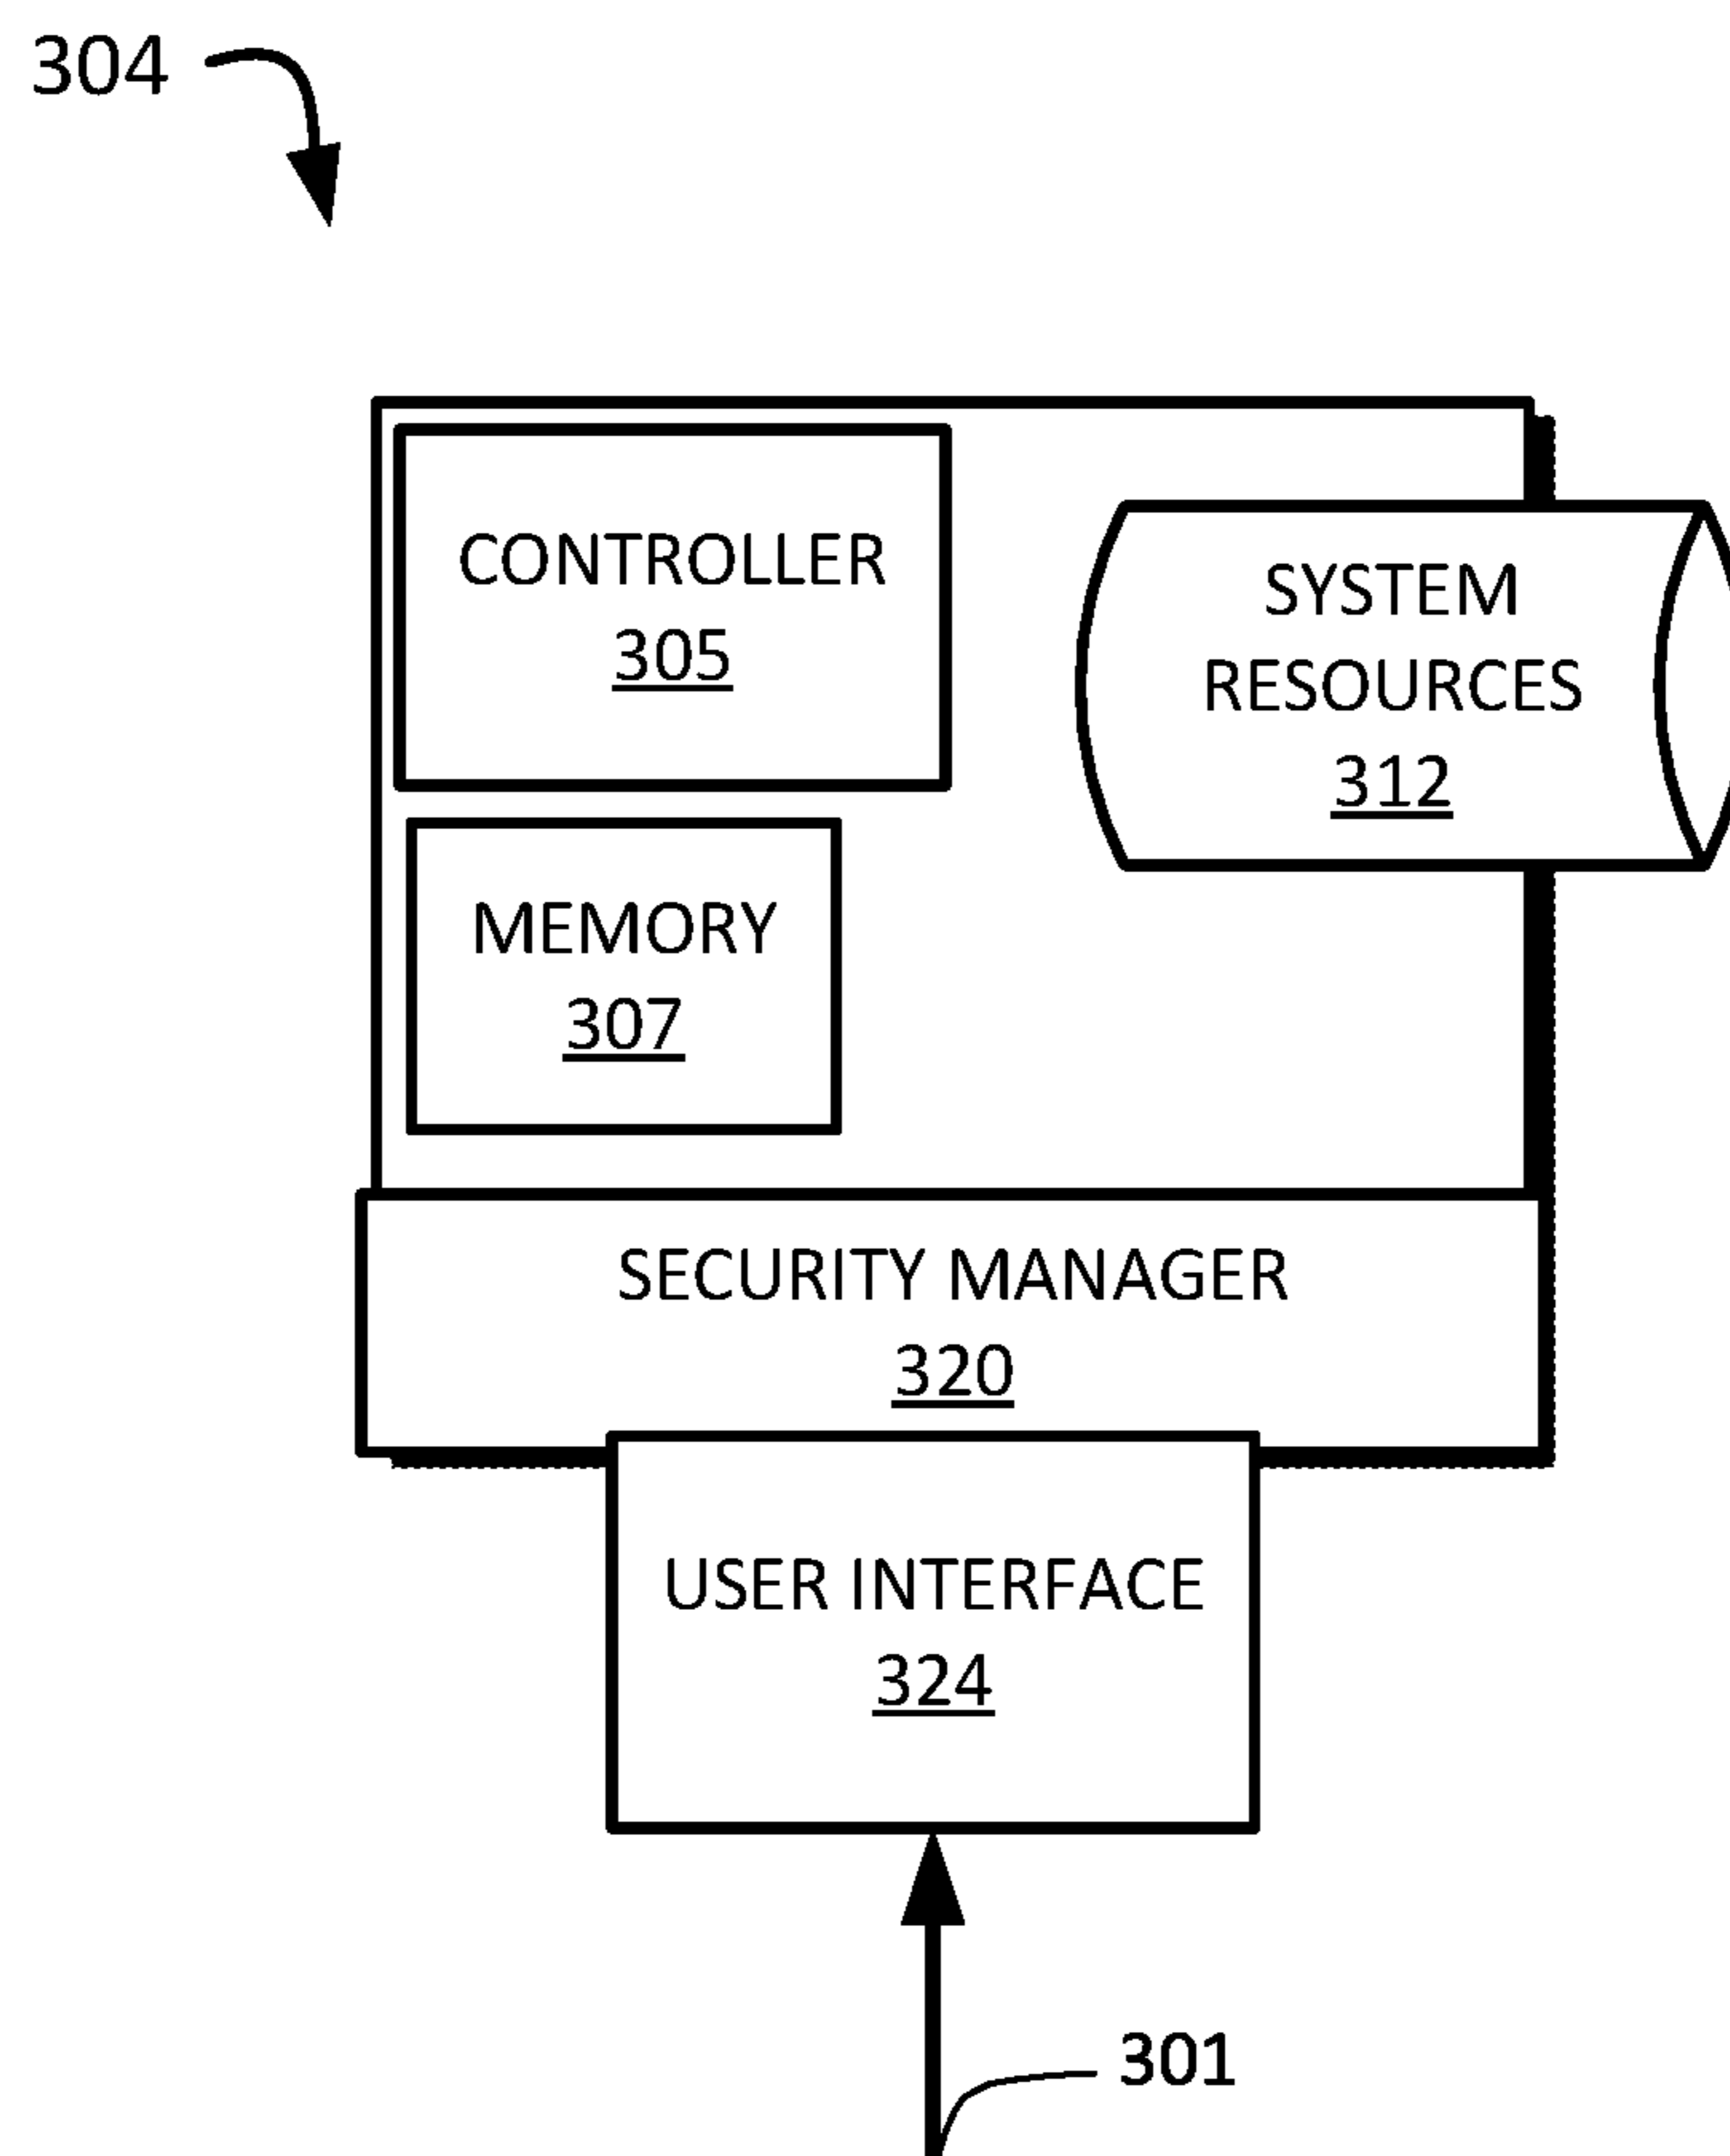 304
CONTROLLER
305
SYSTEM
RESOURCES
312
MEMORY
307
SECURITY MANAGER
320
USER INTERFACE
324
301